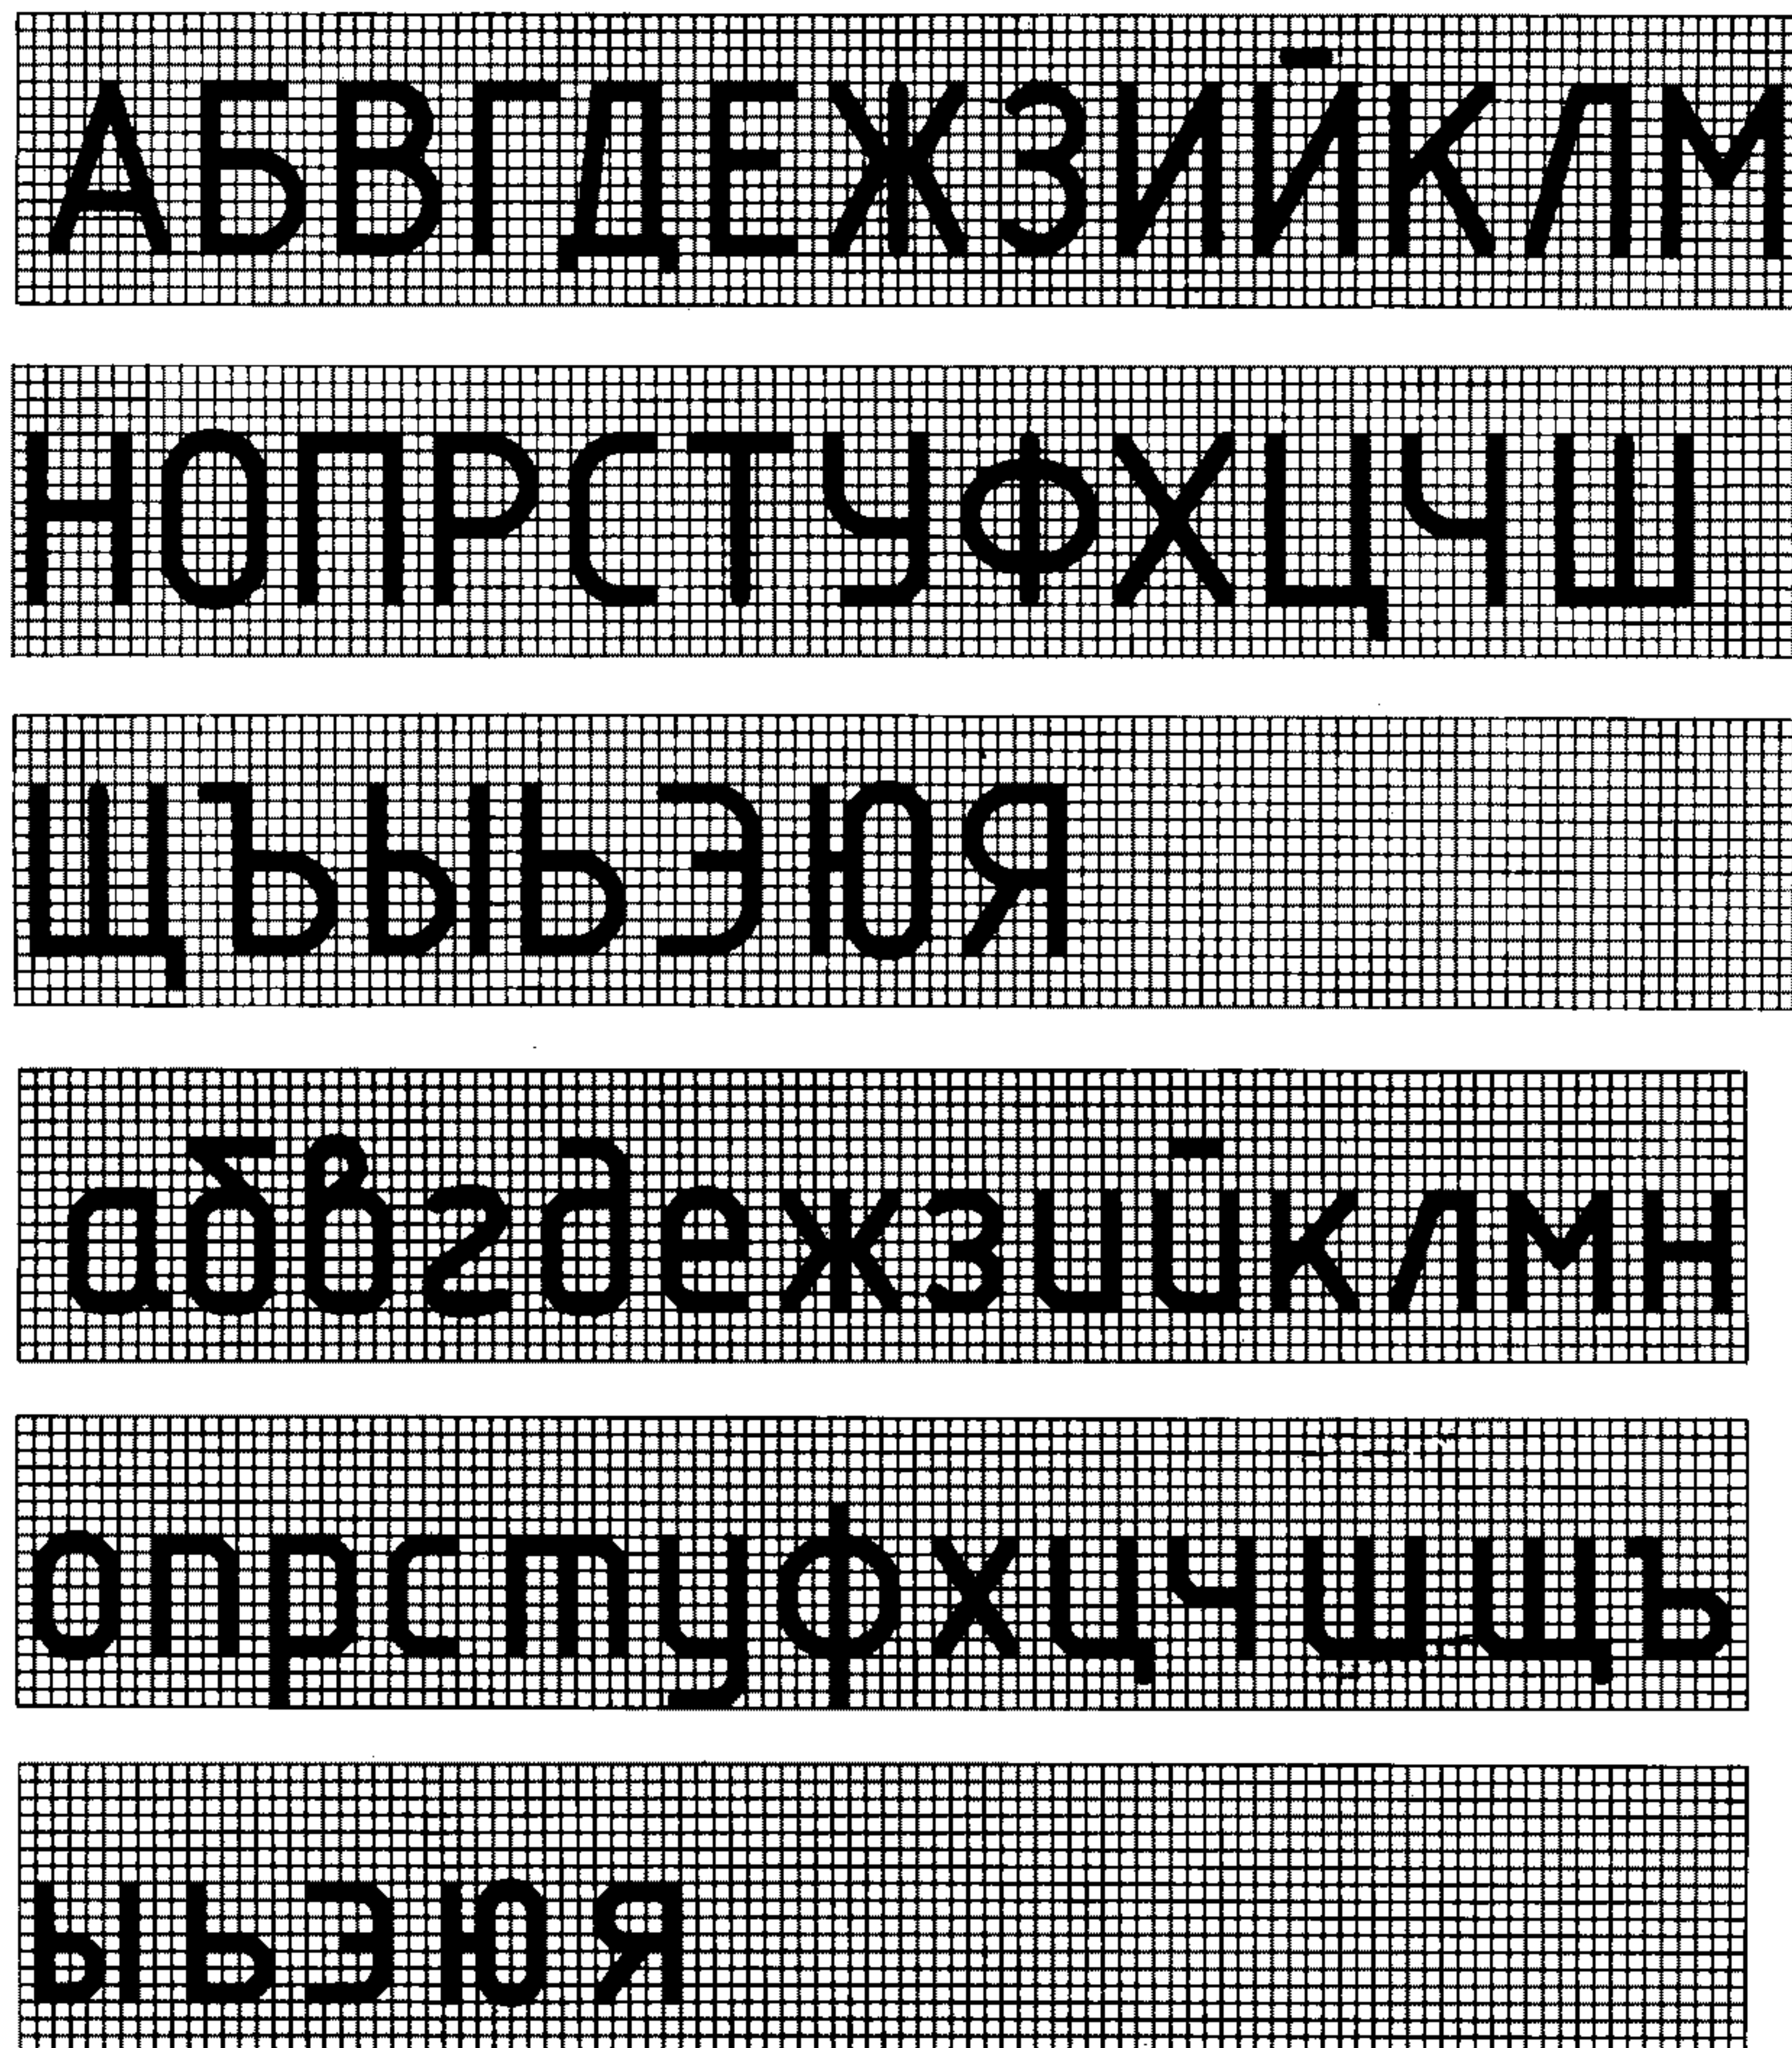 АБВГДЕЖЗИЙКЛМ
НОПРСТУФХЦЧШ
ЩЪЫЬЭЮЯ
абвгдежзийклмн
опрстуфхцчшщъ
ыьэюя